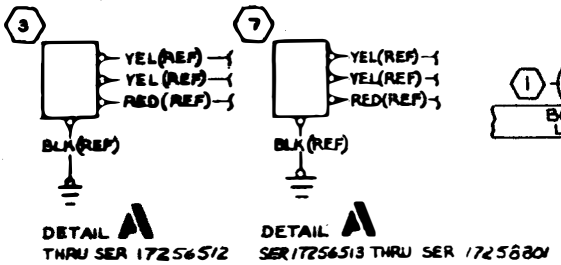 3
YEL(REF)
YEL (REF)
RED (REF)
BLK(REF)
DETAIL A
THRU SER 17256512
7
YEL(REF)
YEL(REF)
RED(REF)
BLK(REF)
DETAIL A
SER 17256513 THRU SER 17258801
1